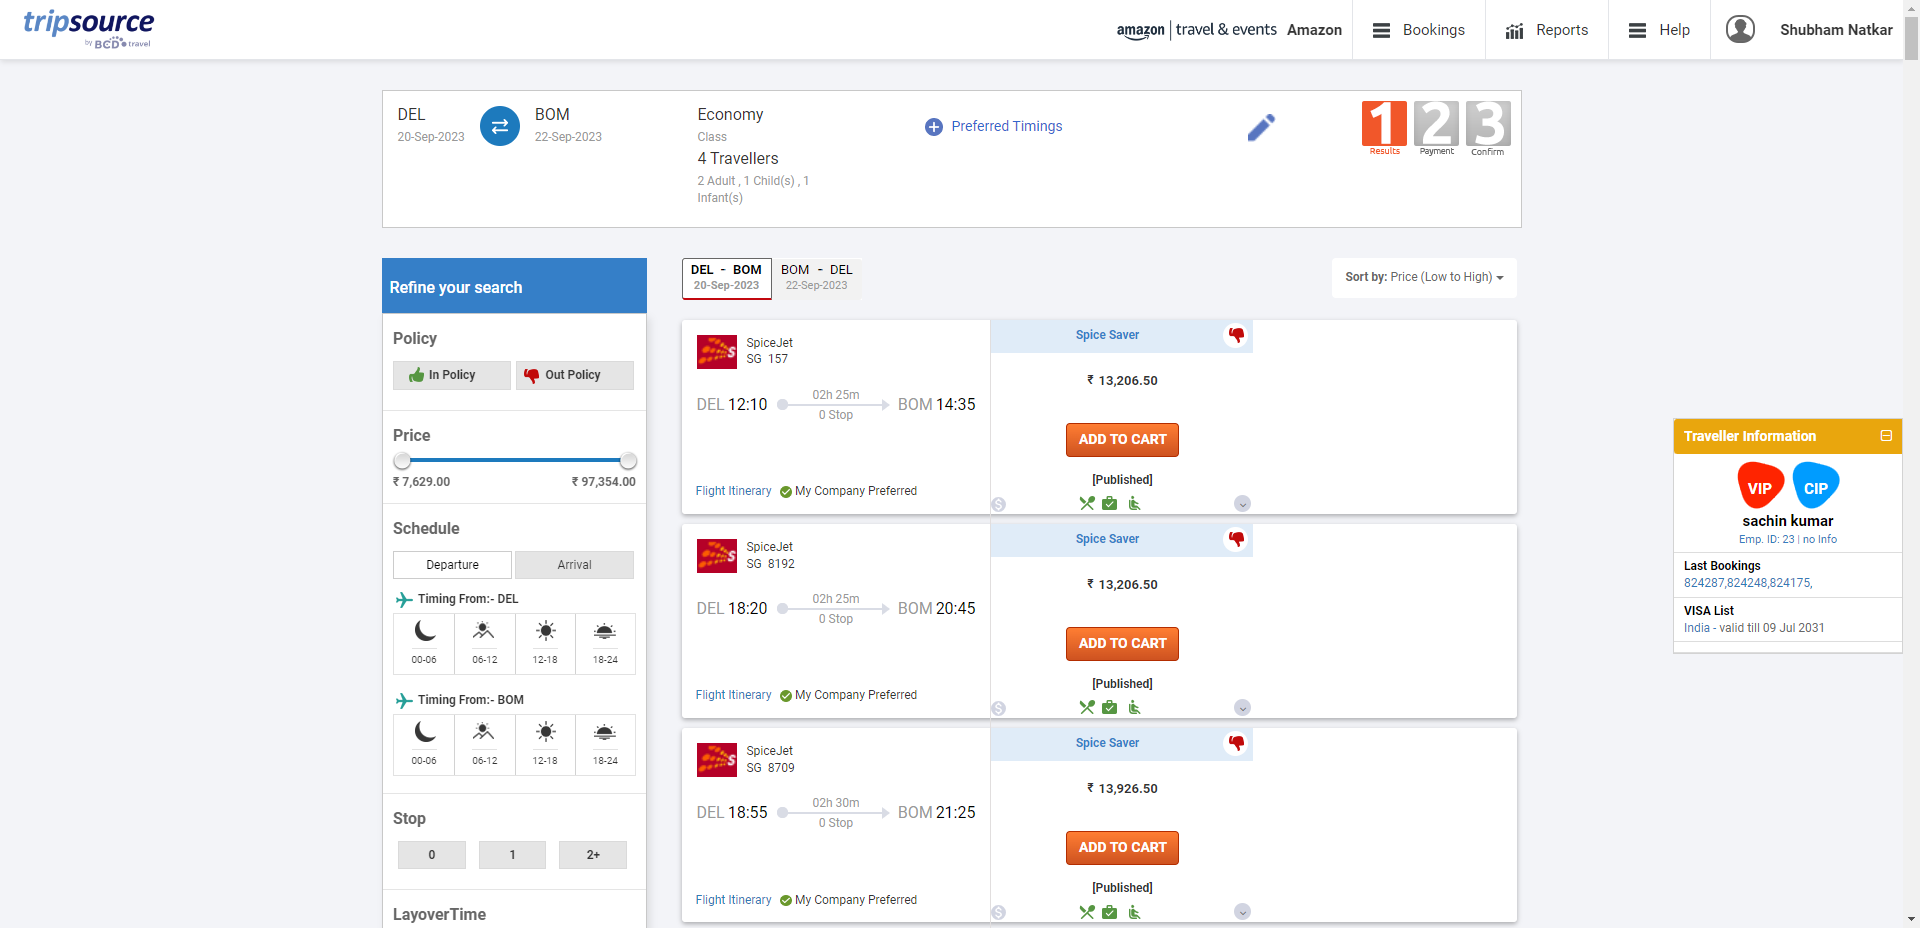 tripsource
by BCD travel
amazon | travel & events Amazon
Bookings
Reports
Help
Shubham Natkar
DEL
20-Sep-2023
BOM
22-Sep-2023
Economy
Class
4 Travellers
2 Adult , 1 Child(s) , 1
Infant(s)
Preferred Timings
1
Results
2
Payment
3
Confirm
Refine your search
Policy
In Policy
Out Policy
Price
₹ 7,629.00
₹ 97,354.00
Schedule
Departure
Arrival
Timing From:- DEL
00-06
06-12
12-18
18-24
Timing From:- BOM
00-06
06-12
12-18
18-24
Stop
0
1
2+
LayoverTime
DEL - BOM
20-Sep-2023
BOM - DEL
22-Sep-2023
Sort by: Price (Low to High)
SpiceJet
SG 157
DEL 12:10
02h 25m
0 Stop
BOM 14:35
Flight Itinerary
My Company Preferred
Spice Saver
₹ 13,206.50
ADD TO CART
[Published]
SpiceJet
SG 8192
DEL 18:20
02h 25m
0 Stop
BOM 20:45
Flight Itinerary
My Company Preferred
Spice Saver
₹ 13,206.50
ADD TO CART
[Published]
SpiceJet
SG 8709
DEL 18:55
02h 30m
0 Stop
BOM 21:25
Flight Itinerary
My Company Preferred
Spice Saver
₹ 13,926.50
ADD TO CART
[Published]
Traveller Information
VIP
CIP
sachin kumar
Emp. ID: 23 | no Info
Last Bookings
824287,824248,824175,
VISA List
India - valid till 09 Jul 2031